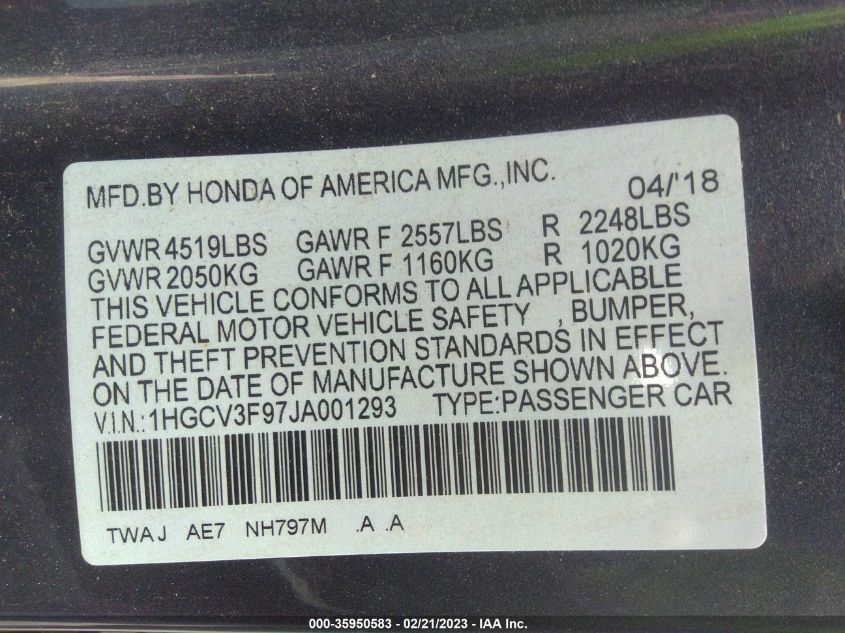 MFD.BY HONDA OF AMERICA MFG.,INC. 04/'18
GVWR 4519LBS GAWR F 2557LBS R 2248LBS
GVWR 2050KG GAWR F 1160KG R 1020KG
THIS VEHICLE CONFORMS TO ALL APPLICABLE
FEDERAL MOTOR VEHICLE SAFETY , BUMPER,
AND THEFT PREVENTION STANDARDS IN EFFECT
ON THE DATE OF MANUFACTURE SHOWN ABOVE.
V.I.N.:1HGCV3F97JA001293 TYPE:PASSENGER CAR
TWAJ AE7 NH797M .A .A
000-35950583 - 02/21/2023 - IAA Inc.